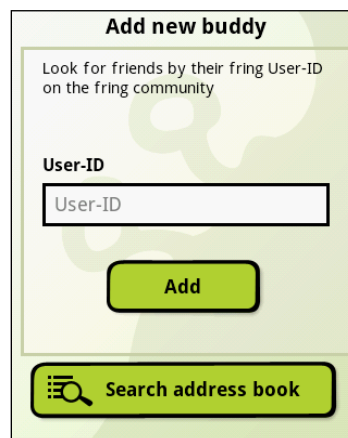 Add new buddy
Look for friends by their fring User-ID
on the fring community
User-ID
User-ID
Add
Search address book